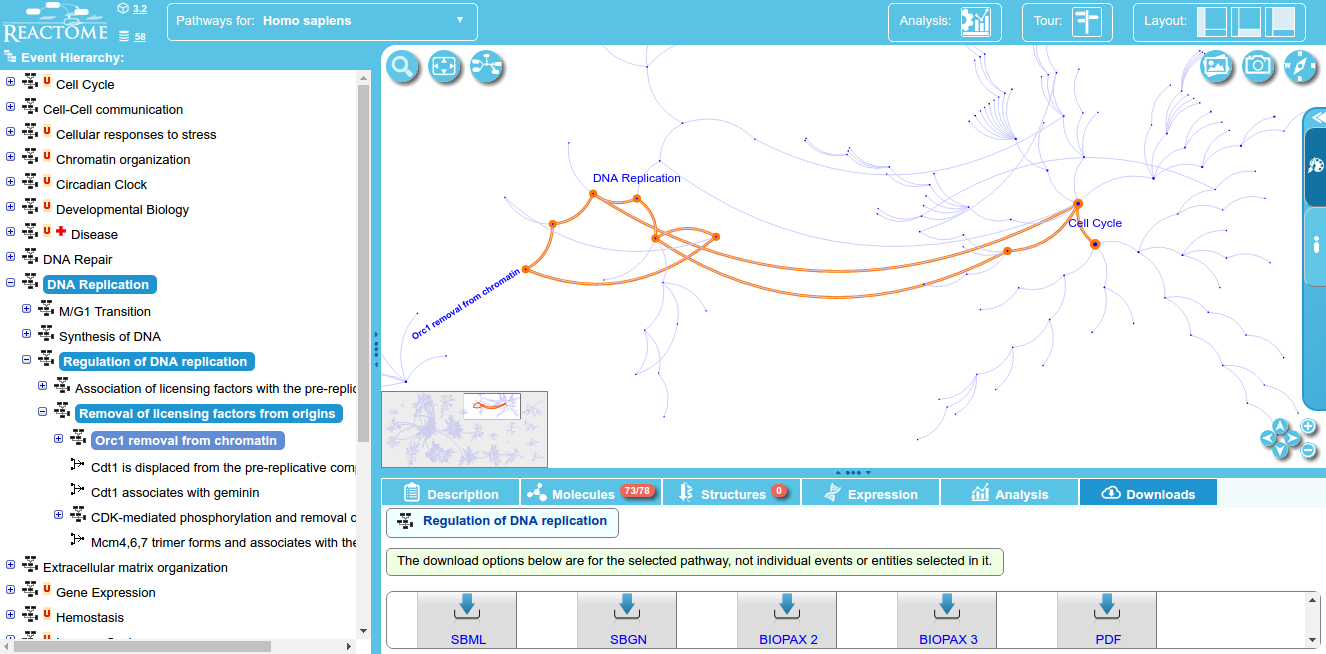 REACTOME
3.2
58
Pathways for: Homo sapiens
Analysis:
Tour:
Layout:
Event Hierarchy:
U Cell Cycle
Cell-Cell communication
U Cellular responses to stress
U Chromatin organization
U Circadian Clock
U Developmental Biology
U Disease
DNA Repair
DNA Replication
M/G1 Transition
Synthesis of DNA
Regulation of DNA replication
Association of licensing factors with the pre-replic
Removal of licensing factors from origins
Orc1 removal from chromatin
Cdt1 is displaced from the pre-replicative com
Cdt1 associates with geminin
CDK-mediated phosphorylation and removal o
Mcm4,6,7 trimer forms and associates with the
Extracellular matrix organization
U Gene Expression
U Hemostasis
DNA Replication
Cell Cycle
Orc1 removal from chromatin
Description
Molecules 73/78
Structures 0
Expression
Analysis
Downloads
Regulation of DNA replication
The download options below are for the selected pathway, not individual events or entities selected in it.
SBML
SBGN
BIOPAX 2
BIOPAX 3
PDF